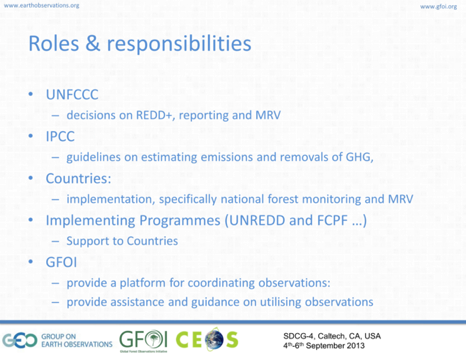 www.earthobservations.org
www.gfoi.org
Roles & responsibilities
• UNFCCC
– decisions on REDD+, reporting and MRV
• IPCC
– guidelines on estimating emissions and removals of GHG,
• Countries:
– implementation, specifically national forest monitoring and MRV
• Implementing Programmes (UNREDD and FCPF …)
– Support to Countries
• GFOI
– provide a platform for coordinating observations:
– provide assistance and guidance on utilising observations
GEO GROUP ON
EARTH OBSERVATIONS
GFOI
Global Forest Observations Initiative
CEOS
SDCG-4, Caltech, CA, USA
4th-6th September 2013